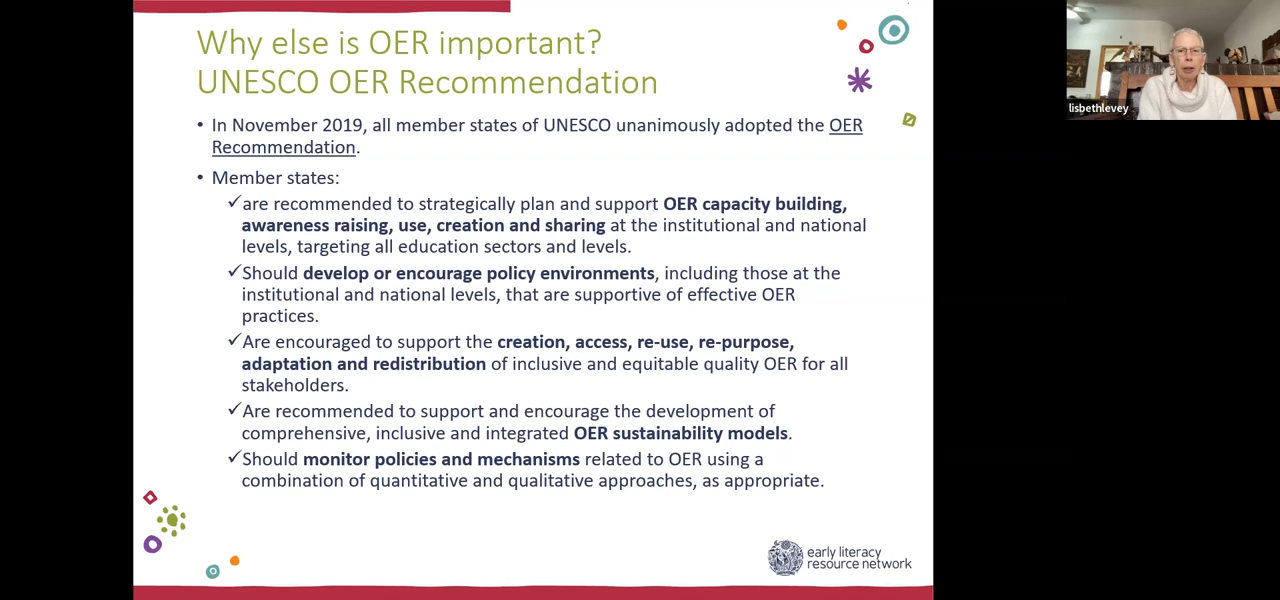 Why else is OER important?
UNESCO OER Recommendation
• In November 2019, all member states of UNESCO unanimously adopted the OER
Recommendation.
• Member states:
✓are recommended to strategically plan and support OER capacity building,
awareness raising, use, creation and sharing at the institutional and national
levels, targeting all education sectors and levels.
✓Should develop or encourage policy environments, including those at the
institutional and national levels, that are supportive of effective OER
practices.
✓Are encouraged to support the creation, access, re-use, re-purpose,
adaptation and redistribution of inclusive and equitable quality OER for all
stakeholders.
✓Are recommended to support and encourage the development of
comprehensive, inclusive and integrated OER sustainability models.
✓Should monitor policies and mechanisms related to OER using a
combination of quantitative and qualitative approaches, as appropriate.
early literacy
resource network
lisbethlevey